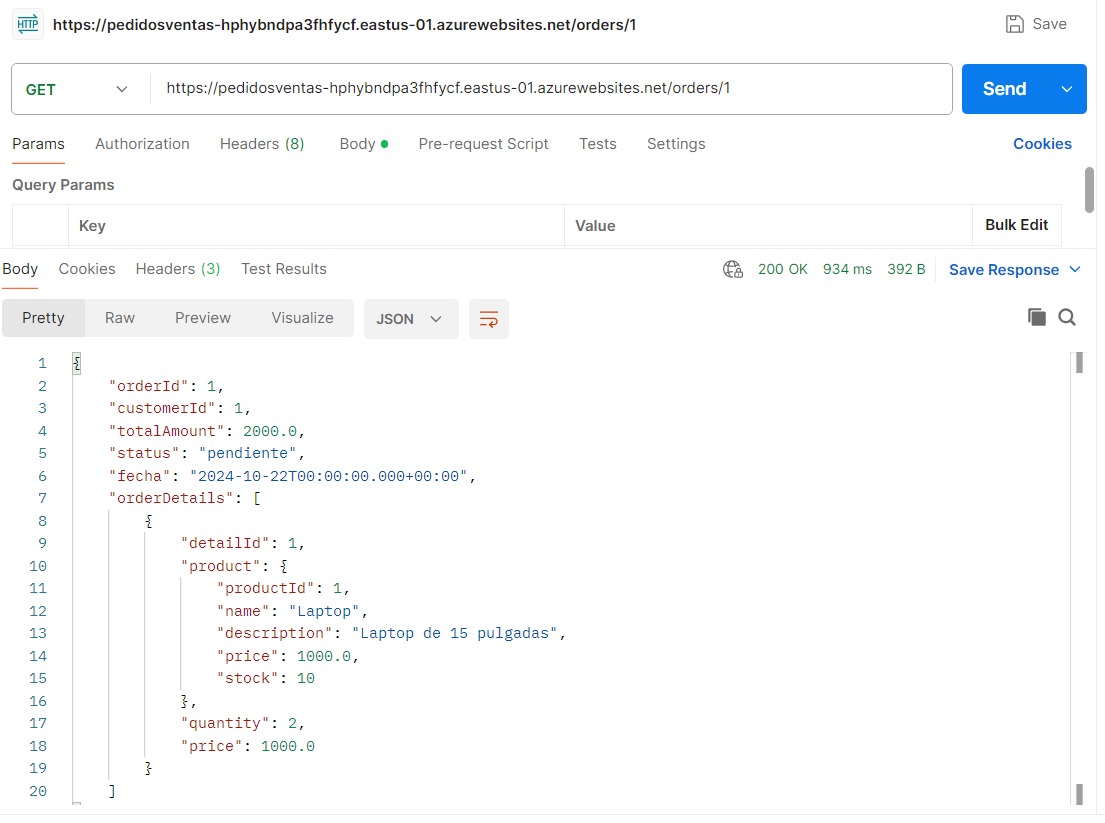 HTTP https://pedidosventas-hphybndpa3fhfycf.eastus-01.azurewebsites.net/orders/1 Save
GET https://pedidosventas-hphybndpa3fhfycf.eastus-01.azurewebsites.net/orders/1 Send
Params Authorization Headers (8) Body Pre-request Script Tests Settings Cookies
Query Params
Key Value Bulk Edit
Body Cookies Headers (3) Test Results 200 OK 934 ms 392 B Save Response
Pretty Raw Preview Visualize JSON
1 {
2 "orderId": 1,
3 "customerId": 1,
4 "totalAmount": 2000.0,
5 "status": "pendiente",
6 "fecha": "2024-10-22T00:00:00.000+00:00",
7 "orderDetails": [
8 {
9 "detailId": 1,
10 "product": {
11 "productId": 1,
12 "name": "Laptop",
13 "description": "Laptop de 15 pulgadas",
14 "price": 1000.0,
15 "stock": 10
16 },
17 "quantity": 2,
18 "price": 1000.0
19 }
20 ]